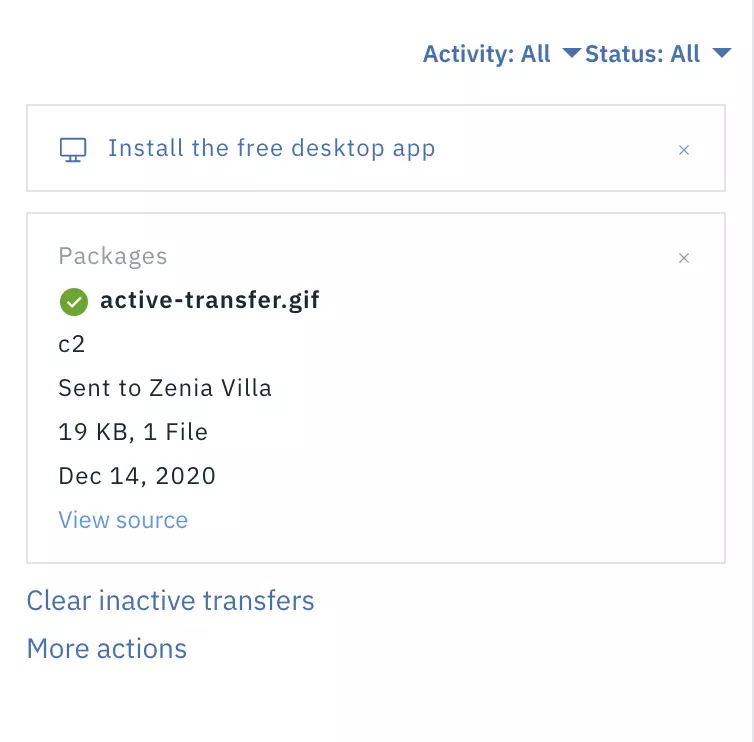 Activity: All Status: All
Install the free desktop app
Packages
active-transfer.gif
c2
Sent to Zenia Villa
19 KB, 1 File
Dec 14, 2020
View source
Clear inactive transfers
More actions